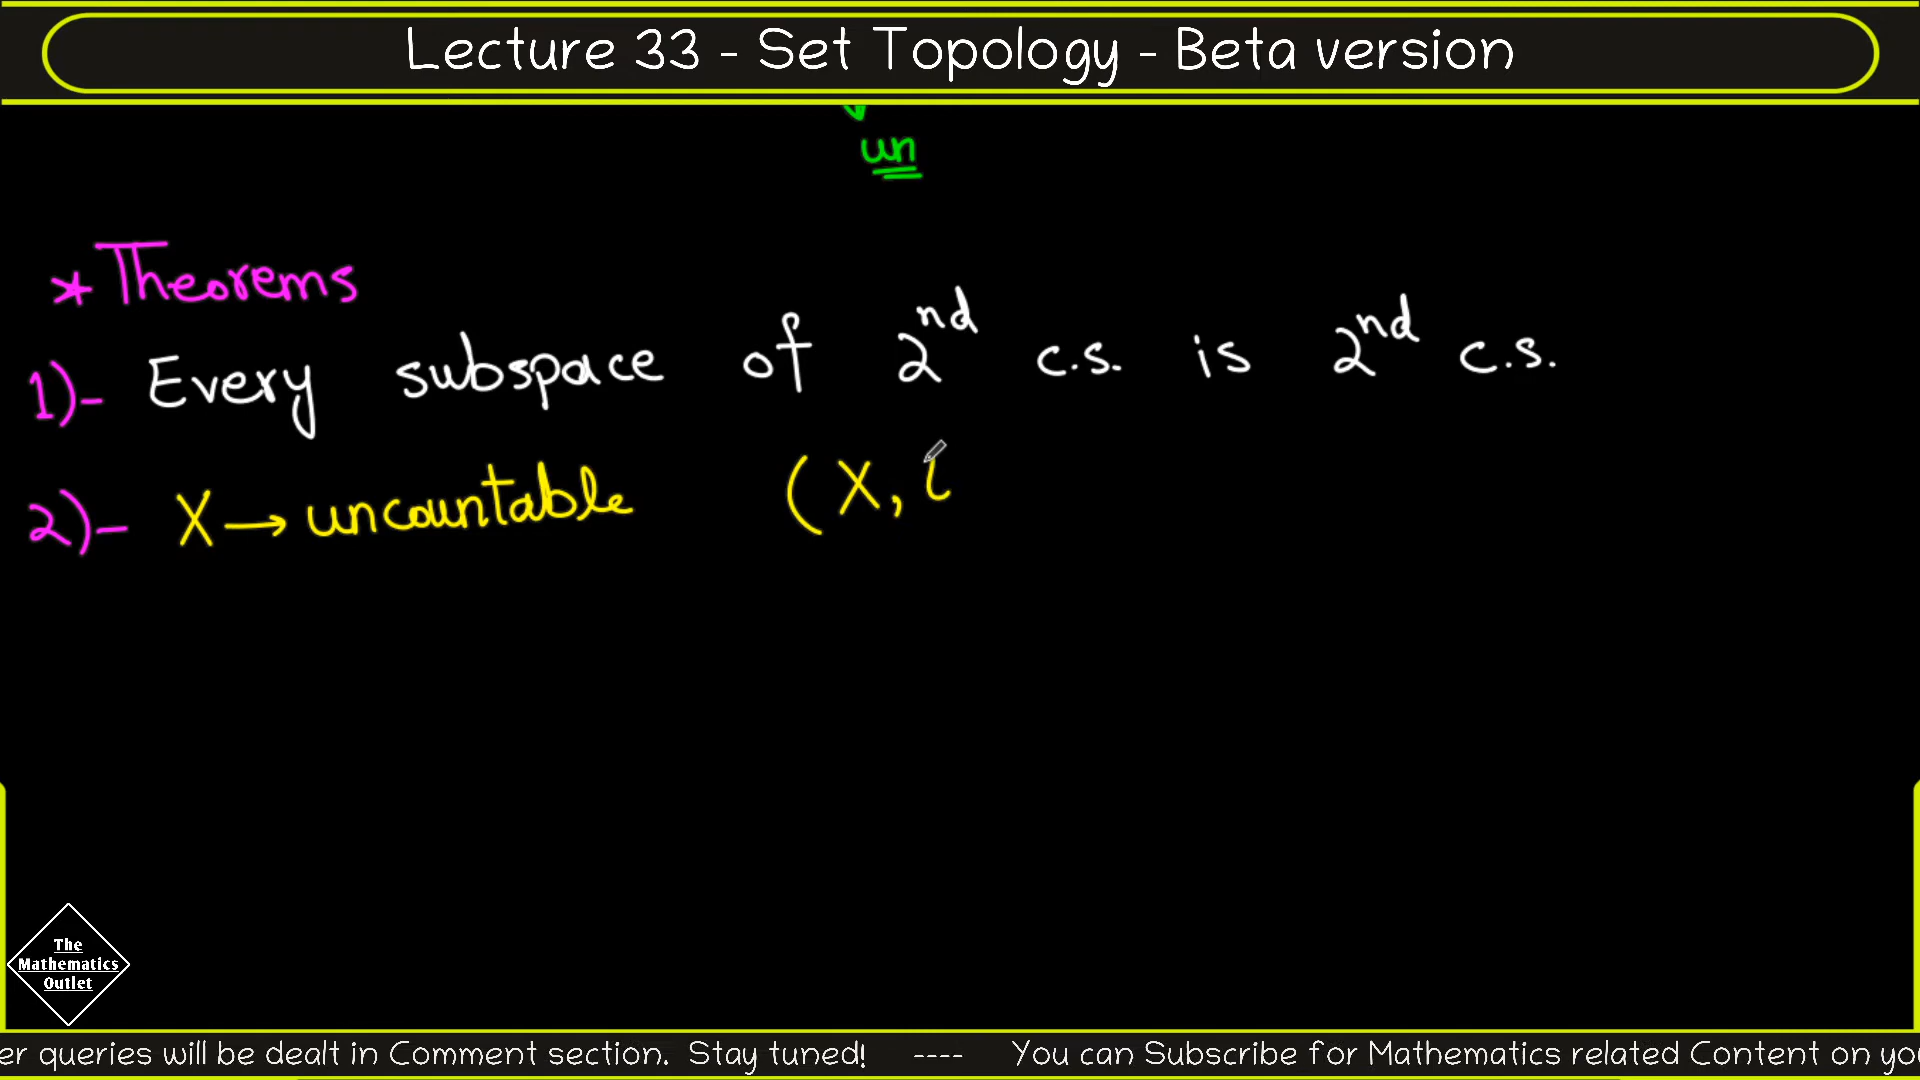 Lecture 33 - Set Topology - Beta version
un
* Theorems
1)- Every subspace of 2nd c.s. is 2nd c.s.
2)- X → uncountable (X,
The
Mathematics
Outlet
er queries will be dealt in Comment section. Stay tuned! ---- You can Subscribe for Mathematics related Content on yo